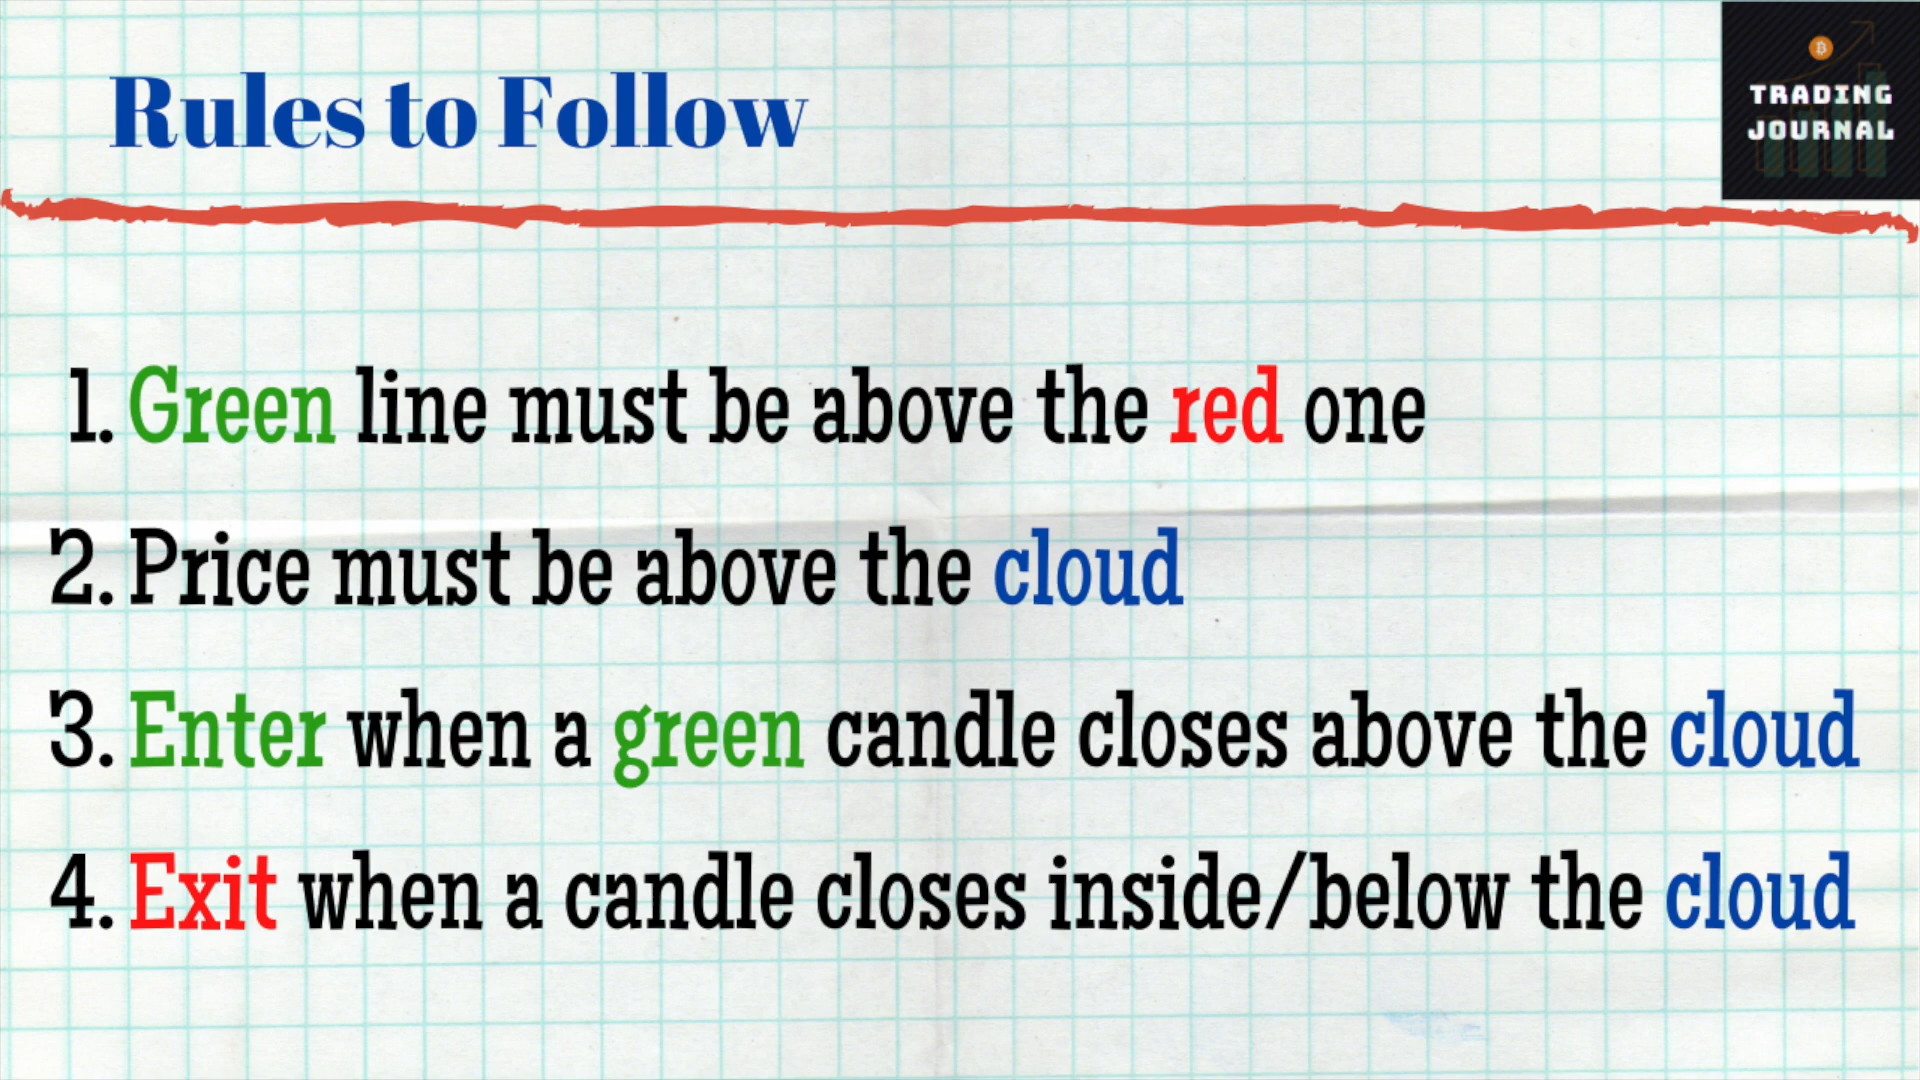 Rules to Follow
TRADING
JOURNAL
1. Green line must be above the red one
2. Price must be above the cloud
3. Enter when a green candle closes above the cloud
4. Exit when a candle closes inside/below the cloud